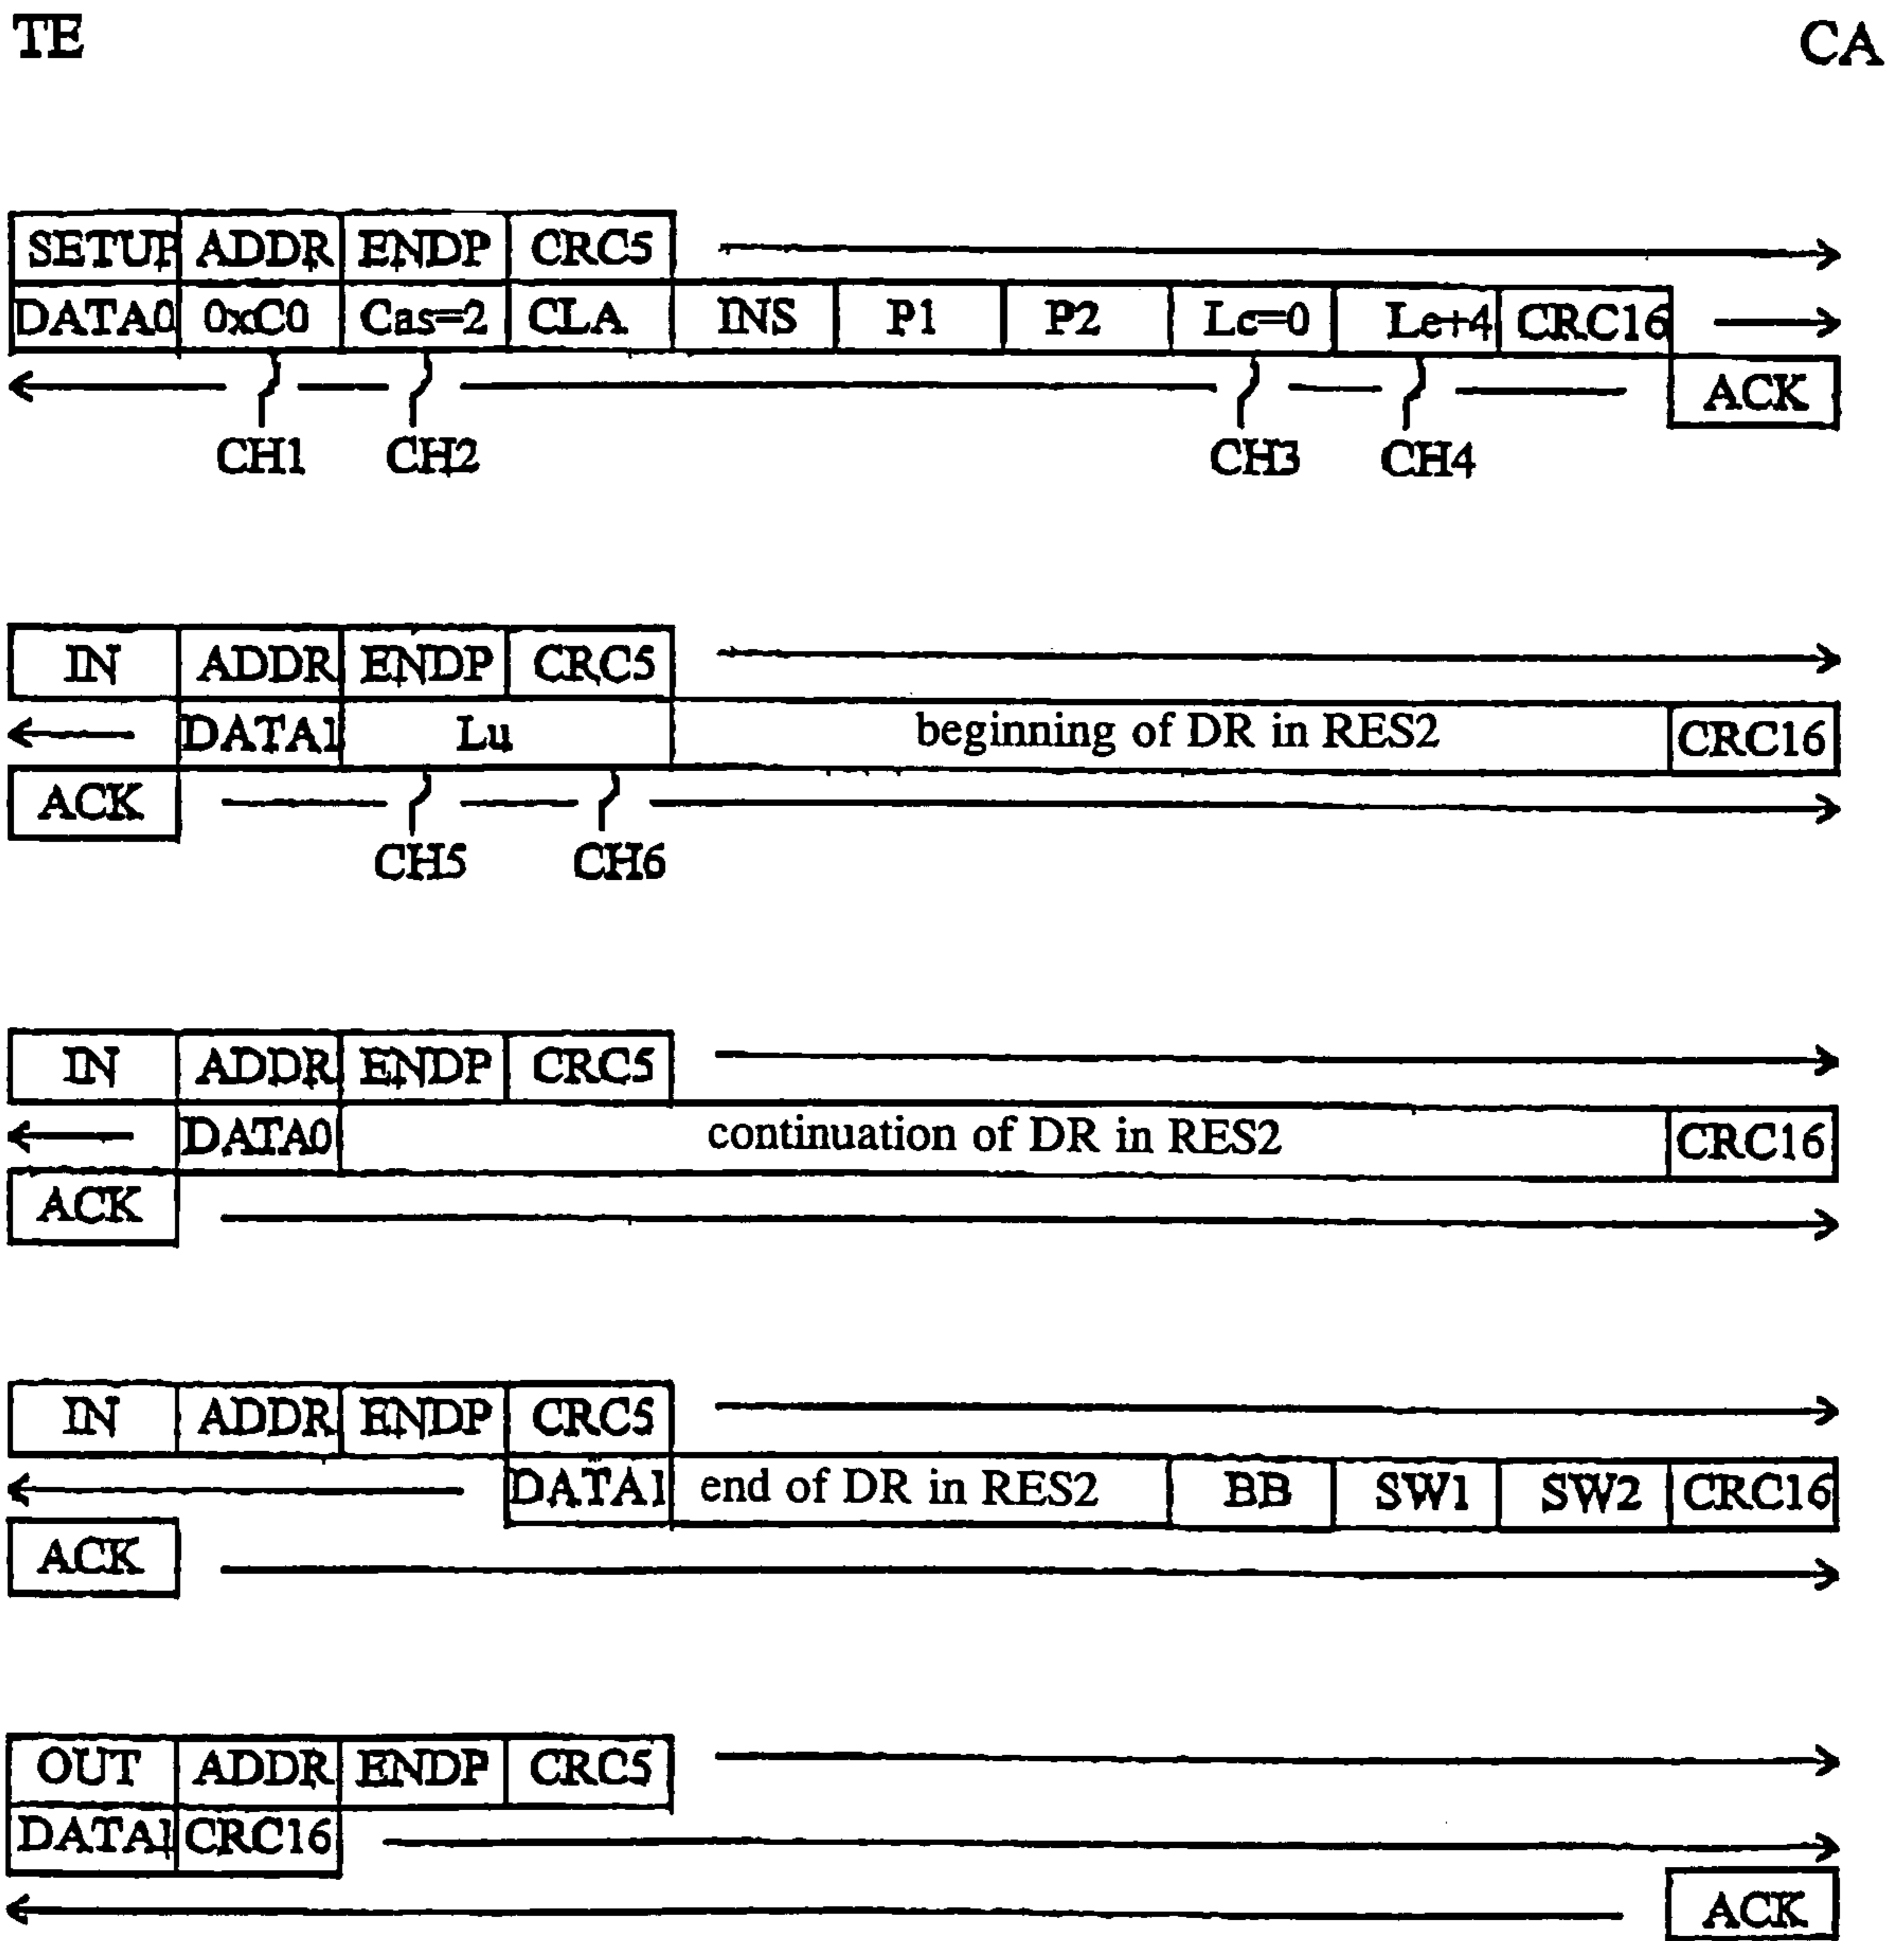 TE CA
SETUP ADDR ENDP CRC5
DATA0 0xC0 Cas=2 CLA INS P1 P2 Lc=0 Le+4 CRC16
ACK
CH1 CH2 CH3 CH4
IN ADDR ENDP CRC5
DATA1 Lu beginning of DR in RES2 CRC16
ACK
CH5 CH6
IN ADDR ENDP CRC5
DATA0 continuation of DR in RES2 CRC16
ACK
IN ADDR ENDP CRC5
DATA1 end of DR in RES2 BB SW1 SW2 CRC16
ACK
OUT ADDR ENDP CRC5
DATA1 CRC16
ACK